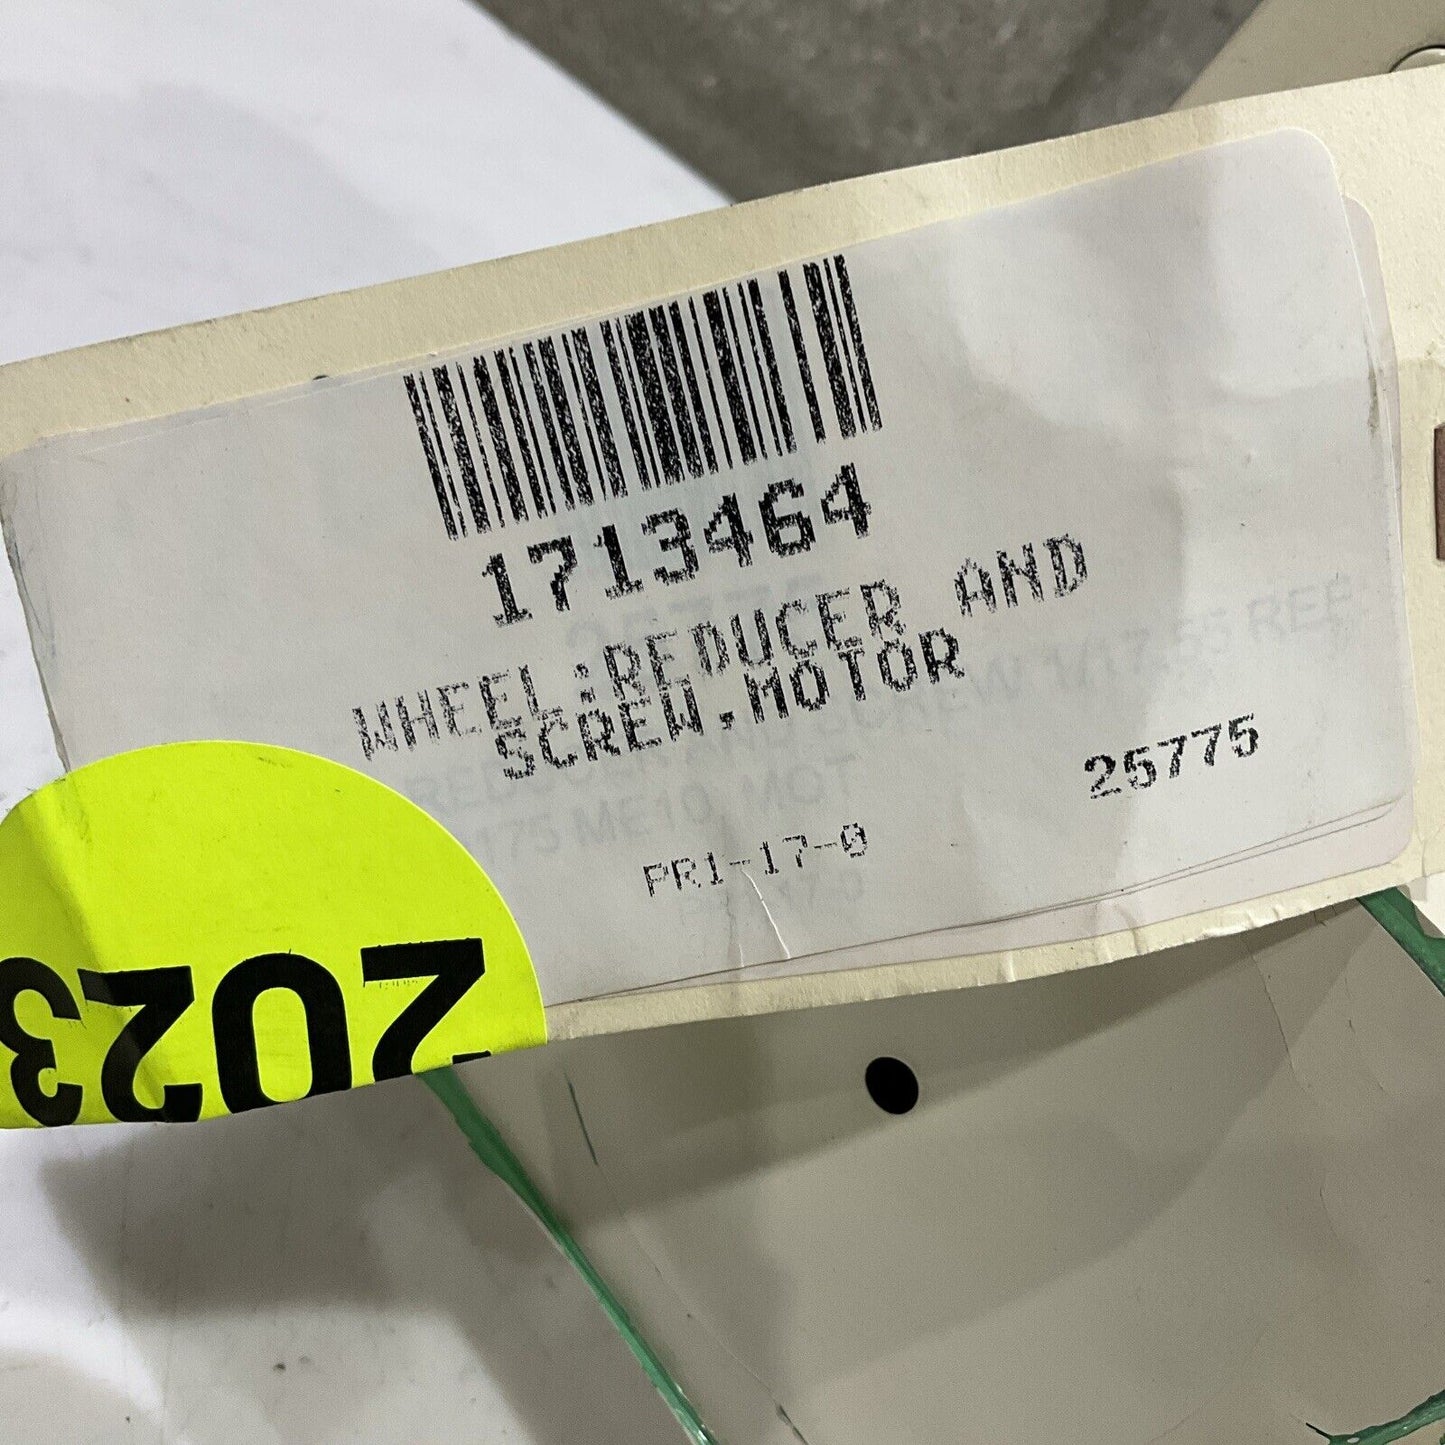 1713464
WHEEL:REDUCER AND
SCREW,MOTOR
25775
PR1-17-0
2023